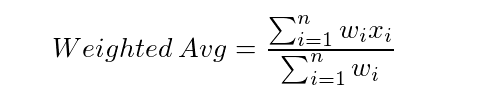 Weighted Avg = \frac{\sum_{i=1}^{n} w_i x_i}{\sum_{i=1}^{n} w_i}